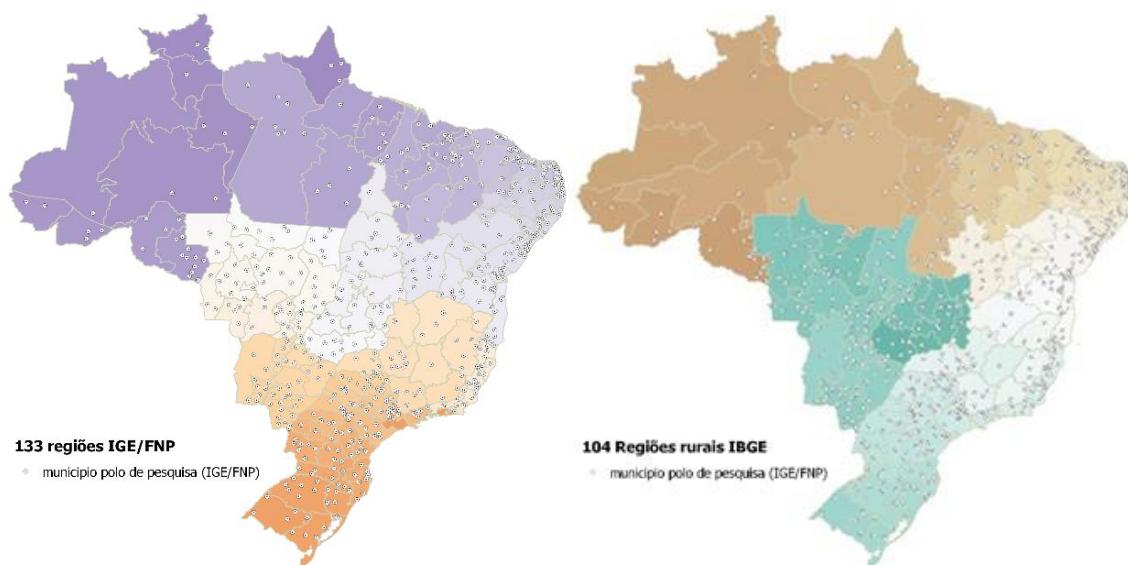 133 regiões IGE/FNP
município polo de pesquisa (IGE/FNP)
104 Regiões rurais IBGE
município polo de pesquisa (IGE/FNP)